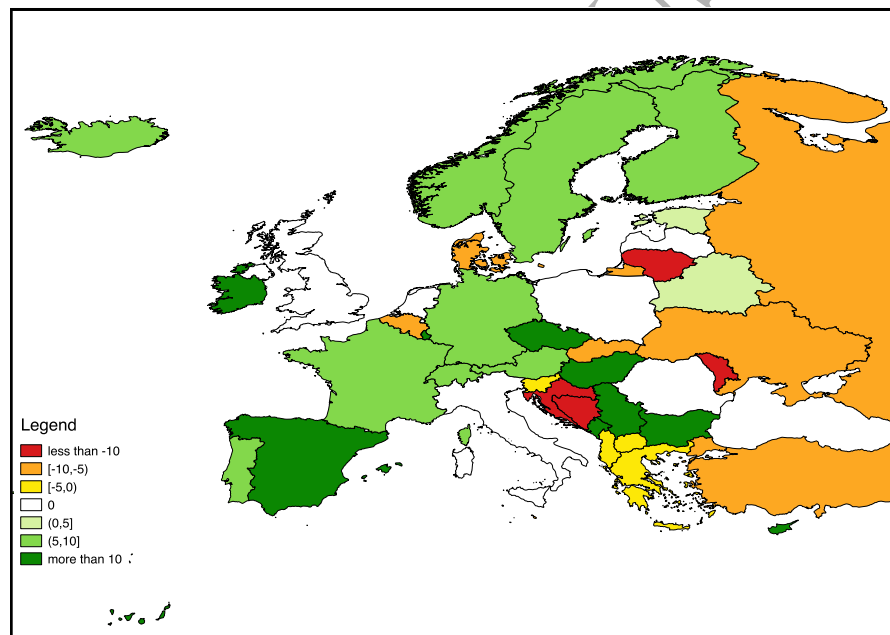 Legend
less than -10
[-10,-5)
[-5,0)
0
(0,5]
(5,10]
more than 10